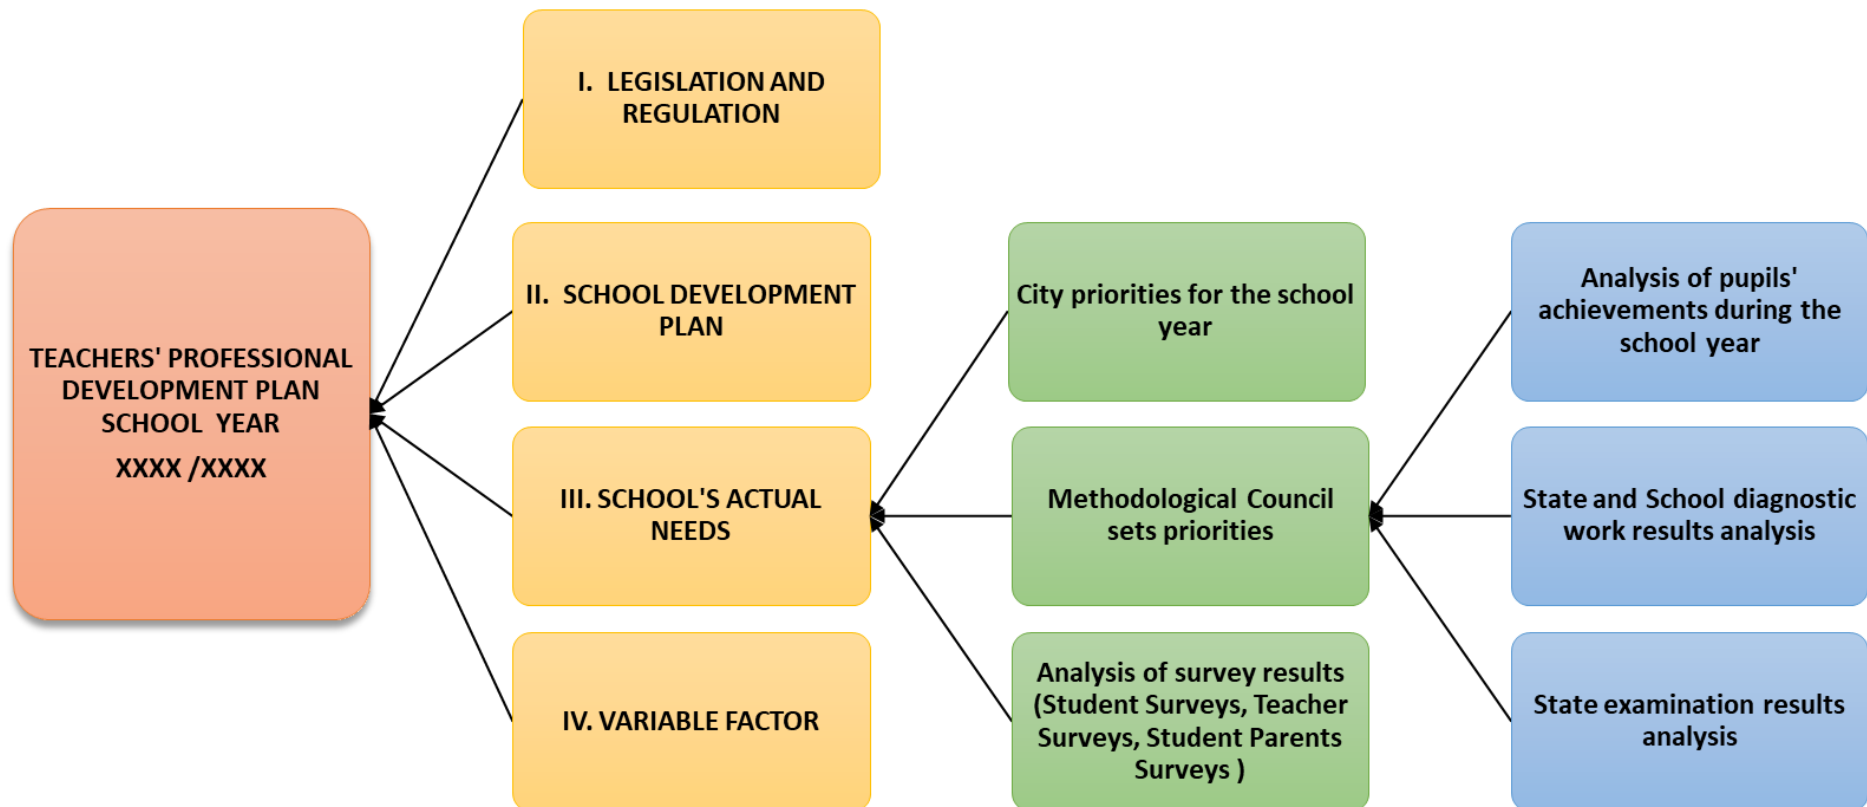 I. LEGISLATION AND
REGULATION
TEACHERS' PROFESSIONAL
DEVELOPMENT PLAN
SCHOOL YEAR
XXXX /XXXX
II. SCHOOL DEVELOPMENT
PLAN
III. SCHOOL'S ACTUAL
NEEDS
IV. VARIABLE FACTOR
City priorities for the school
year
Methodological Council
sets priorities
Analysis of survey results
(Student Surveys, Teacher
Surveys, Student Parents
Surveys )
Analysis of pupils'
achievements during the
school year
State and School diagnostic
work results analysis
State examination results
analysis